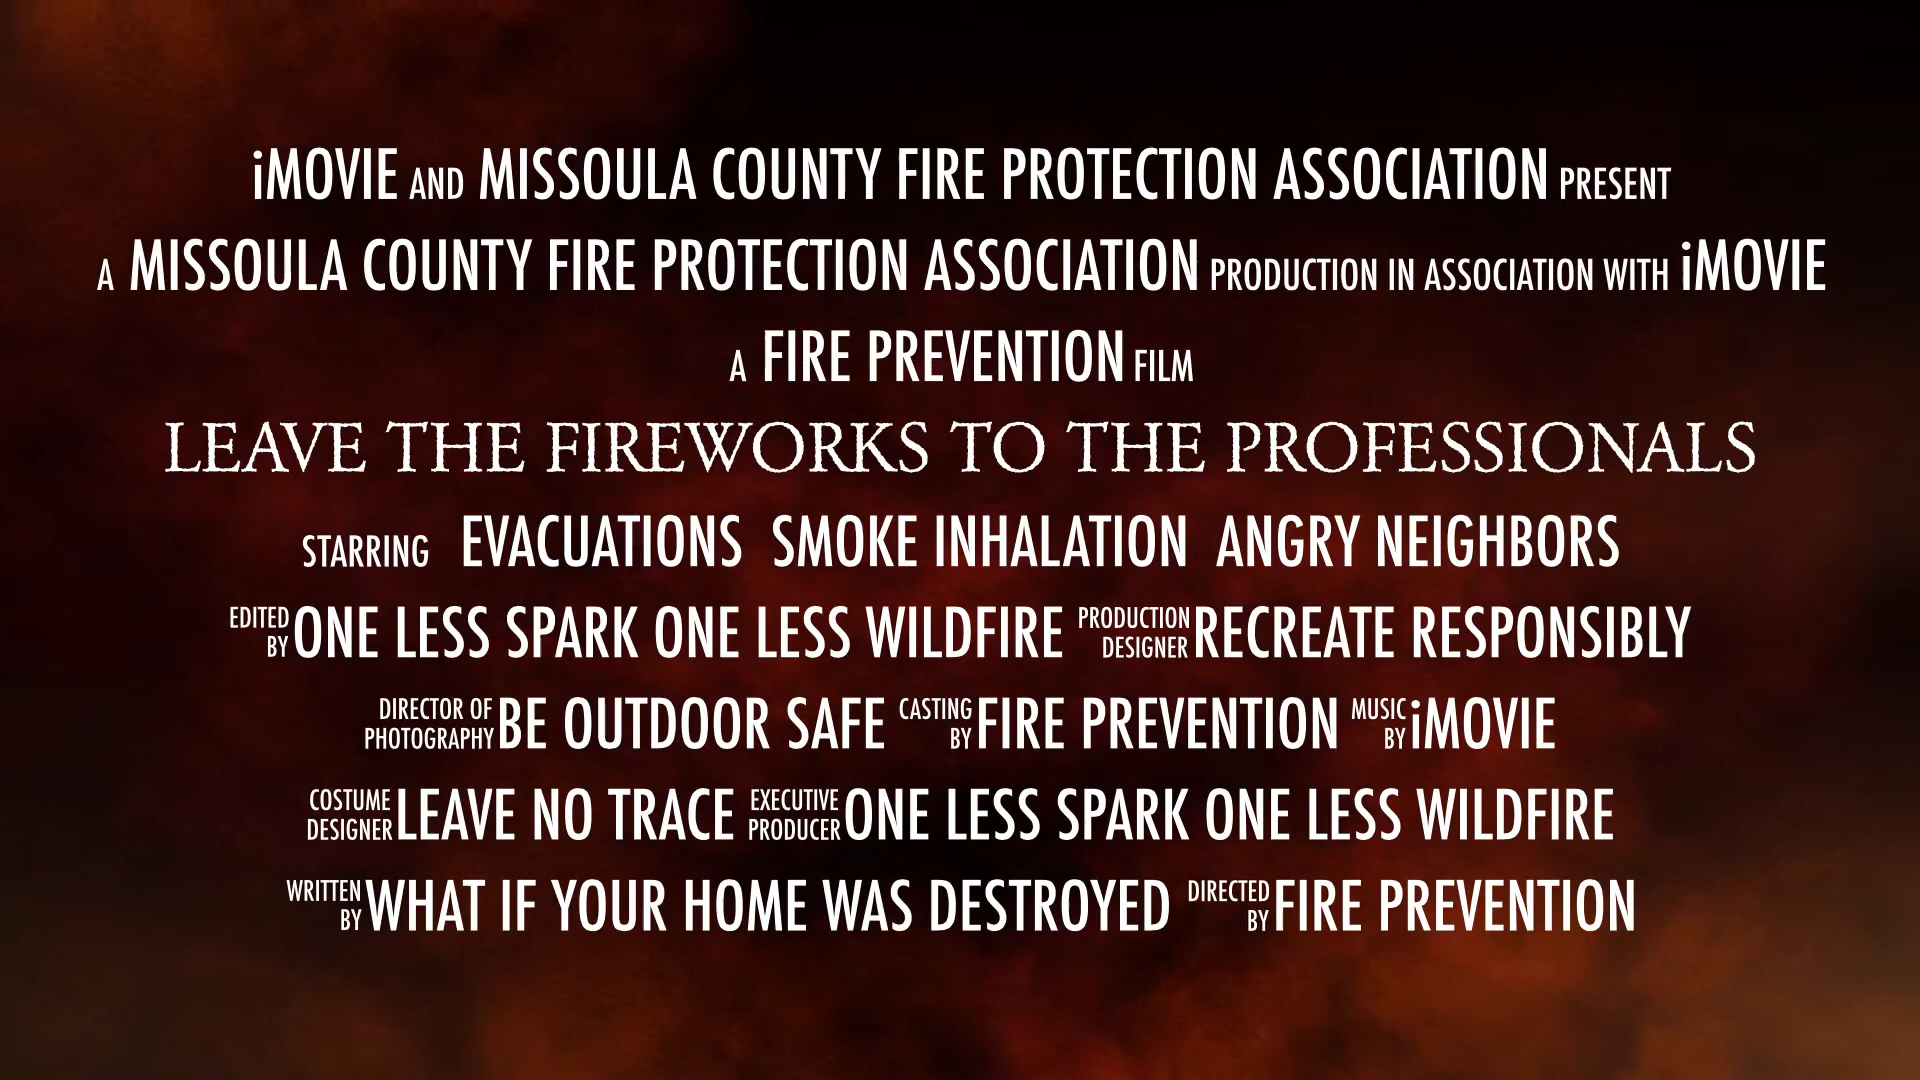 iMOVIE AND MISSOULA COUNTY FIRE PROTECTION ASSOCIATION PRESENT
A MISSOULA COUNTY FIRE PROTECTION ASSOCIATION PRODUCTION IN ASSOCIATION WITH iMOVIE
A FIRE PREVENTION FILM
LEAVE THE FIREWORKS TO THE PROFESSIONALS
STARRING EVACUATIONS SMOKE INHALATION ANGRY NEIGHBORS
EDITED BY ONE LESS SPARK ONE LESS WILDFIRE PRODUCTION DESIGNER RECREATE RESPONSIBLY
DIRECTOR OF PHOTOGRAPHY BE OUTDOOR SAFE CASTING BY FIRE PREVENTION MUSIC BY iMOVIE
COSTUME DESIGNER LEAVE NO TRACE EXECUTIVE PRODUCER ONE LESS SPARK ONE LESS WILDFIRE
WRITTEN BY WHAT IF YOUR HOME WAS DESTROYED DIRECTED BY FIRE PREVENTION